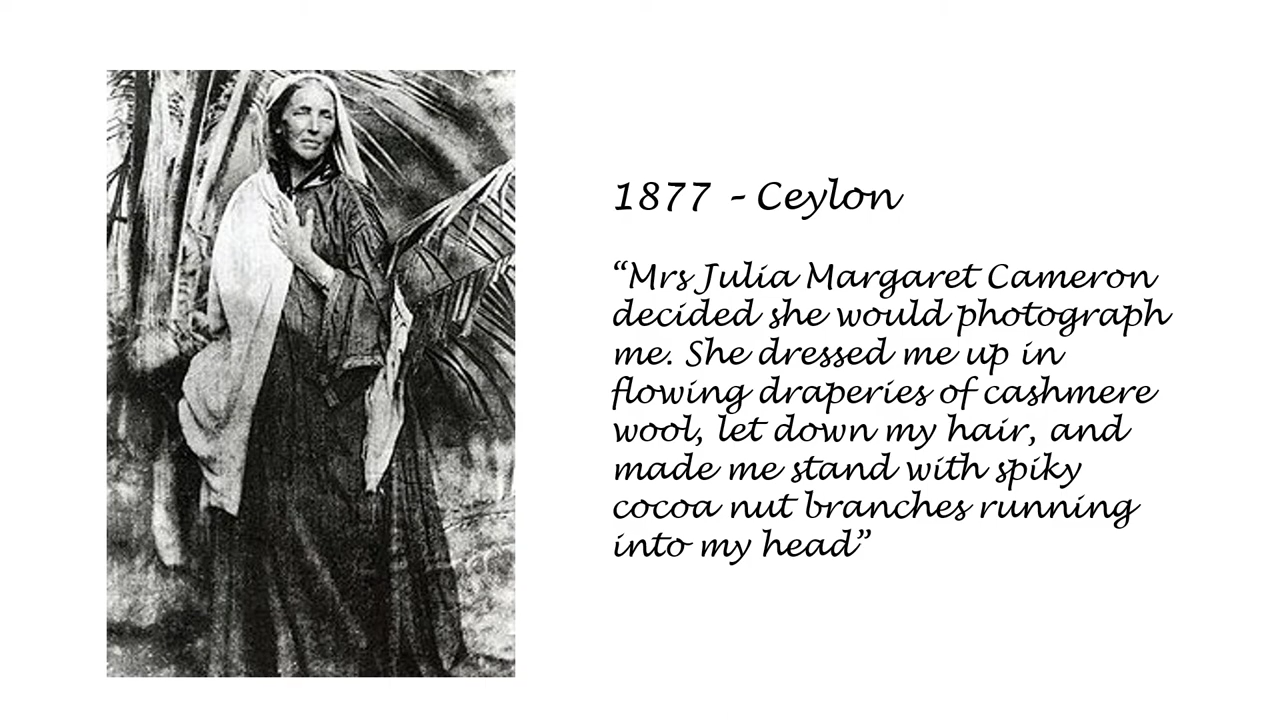 1877 – Ceylon
“Mrs Julia Margaret Cameron
decided she would photograph
me. She dressed me up in
flowing draperies of cashmere
wool, let down my hair, and
made me stand with spiky
cocoa nut branches running
into my head”